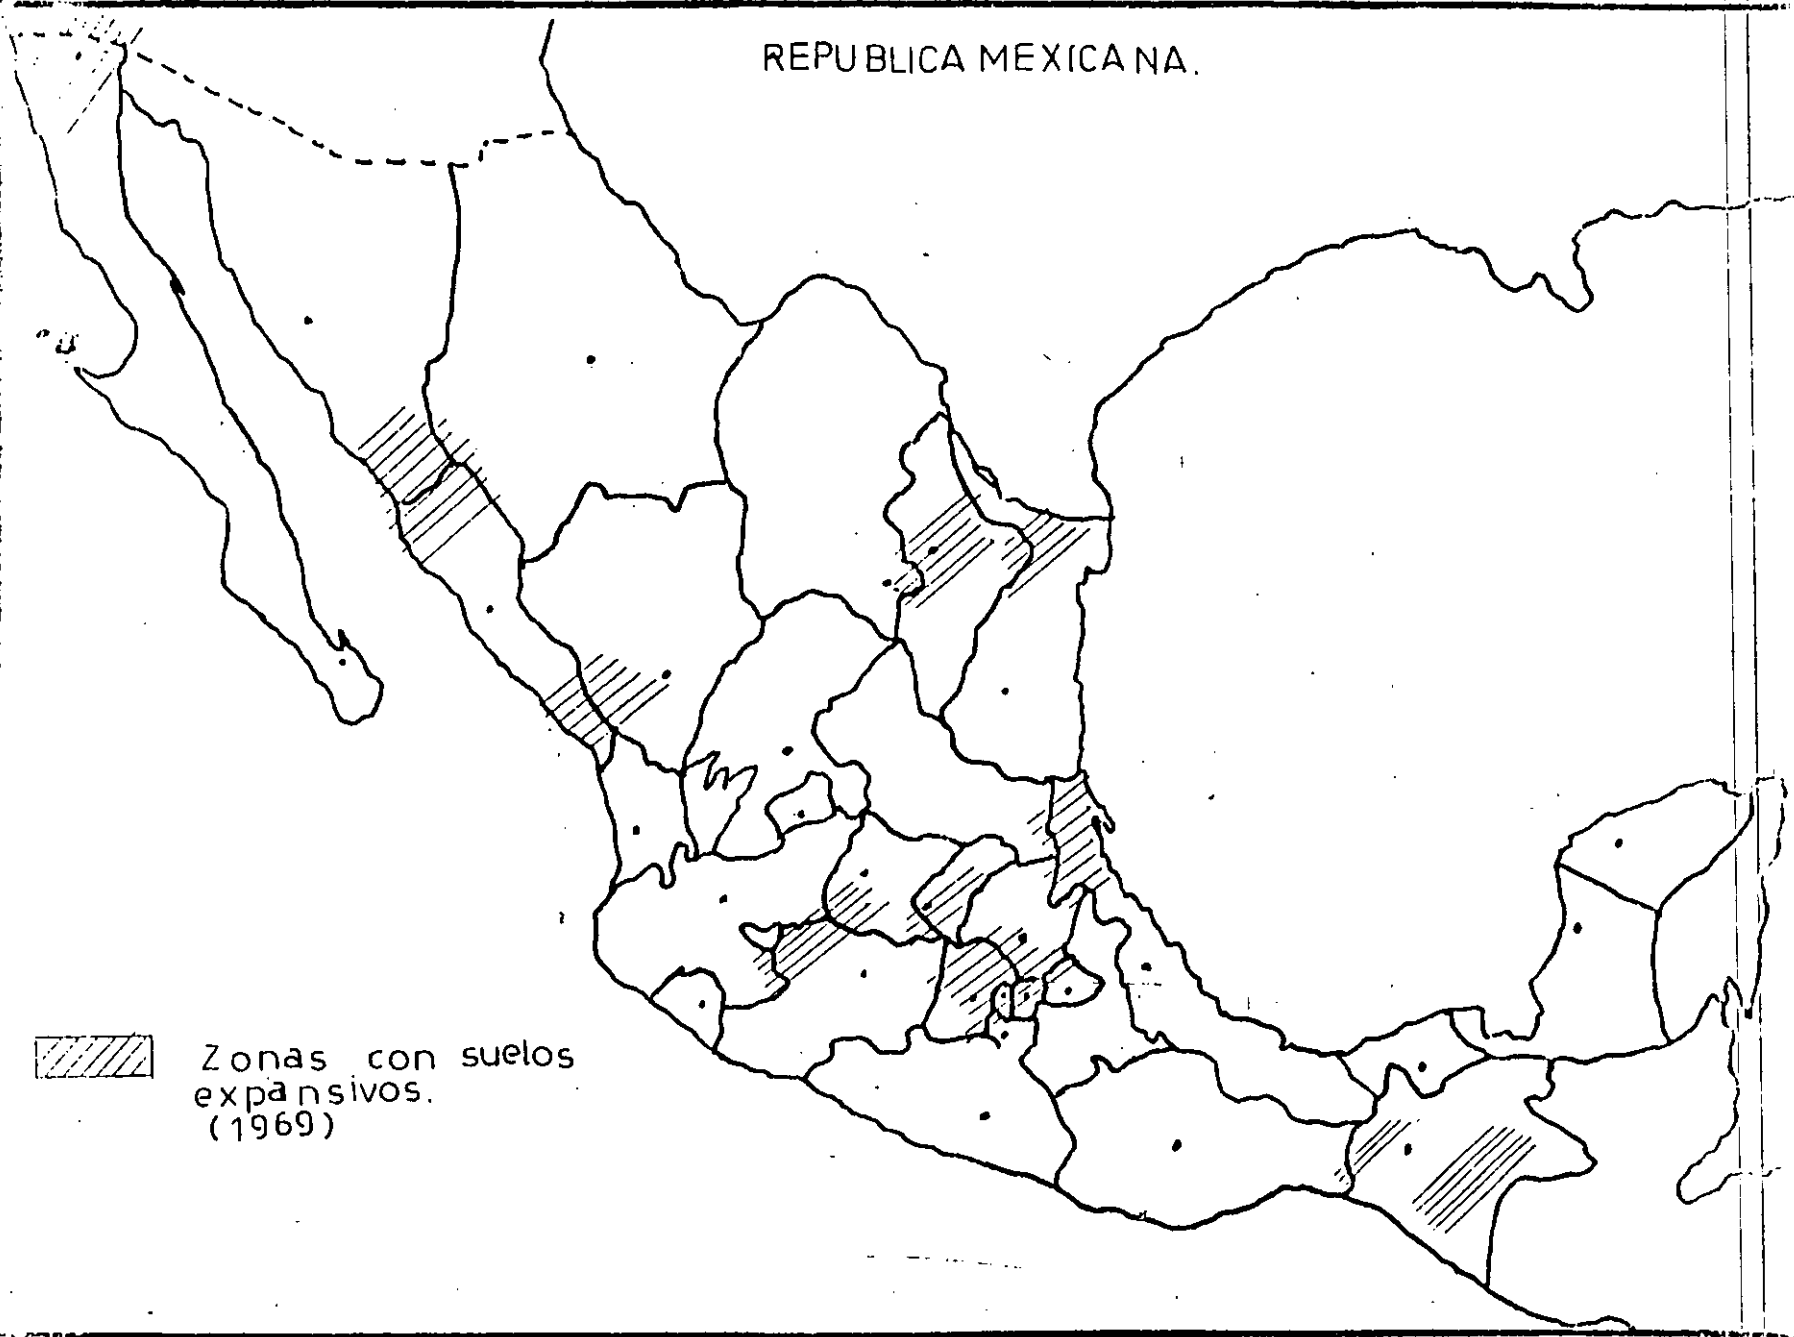 REPUBLICA MEXICANA.
Zonas con suelos
expansivos.
(1969)